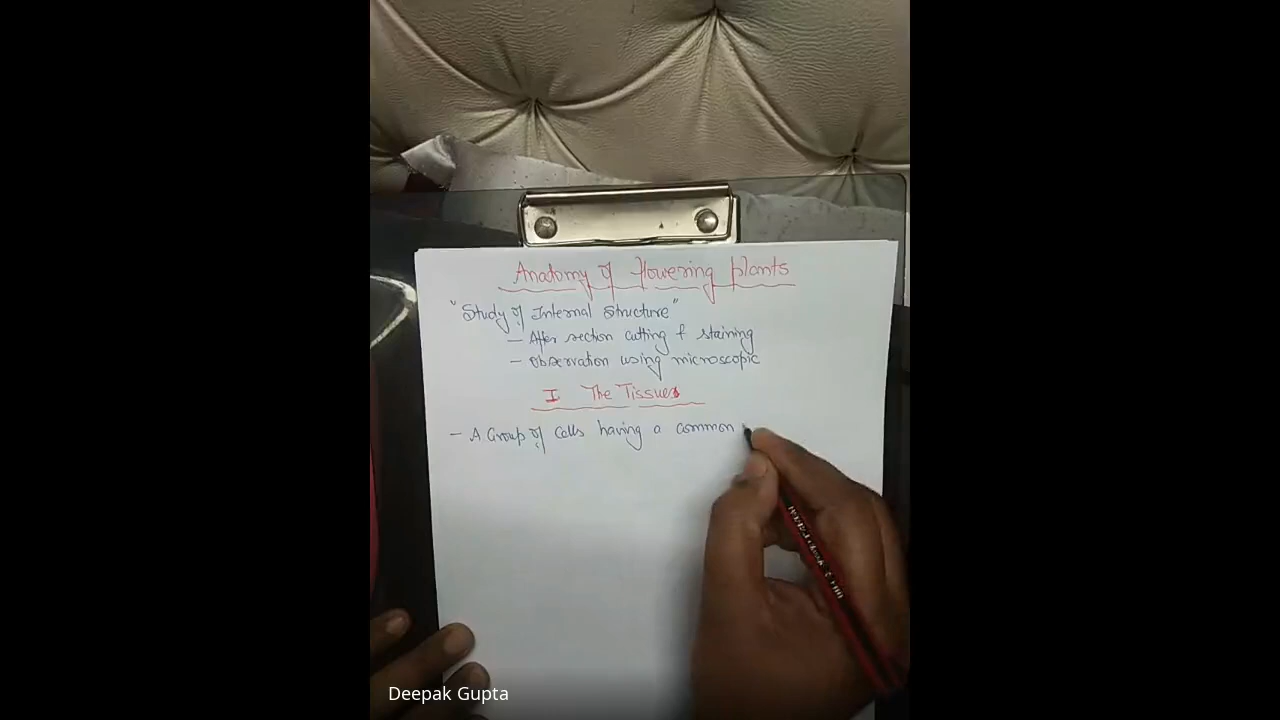 Anatomy of flowering plants
"Study of Internal Structure"
- After section cutting & staining
- Observation using microscopic
I The Tissues
- A Group of cells having a common
Deepak Gupta